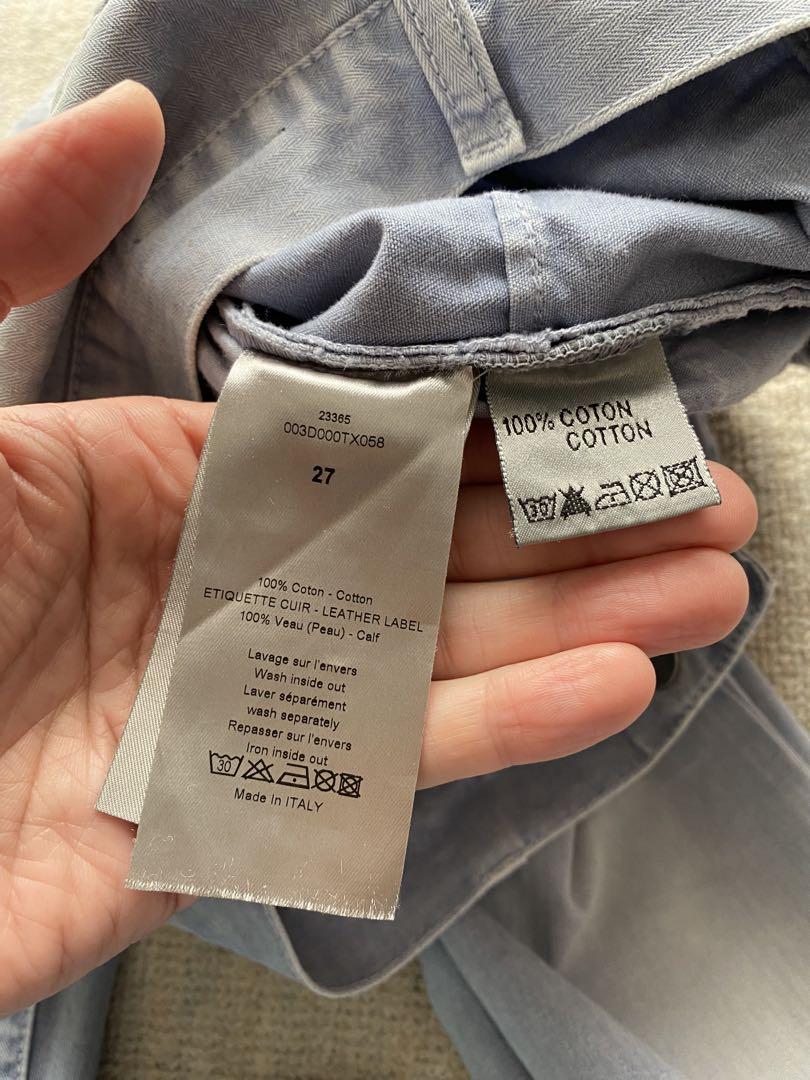 23365
003D000TX058
27
100% Coton - Cotton
ETIQUETTE CUIR - LEATHER LABEL
100% Veau (Peau) - Calf
Lavage sur l'envers
Wash inside out
Laver séparément
wash separately
Repasser sur l'envers
Iron inside out
30
Made in ITALY
100% COTON
COTTON
30